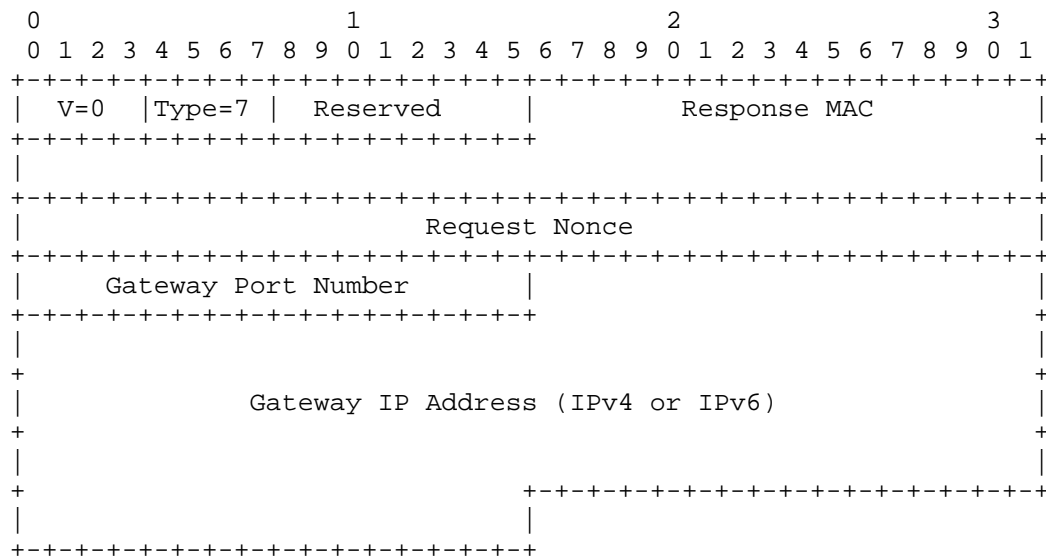 0                   1                   2                   3
0 1 2 3 4 5 6 7 8 9 0 1 2 3 4 5 6 7 8 9 0 1 2 3 4 5 6 7 8 9 0 1
+-+-+-+-+-+-+-+-+-+-+-+-+-+-+-+-+-+-+-+-+-+-+-+-+-+-+-+-+-+-+-+-+
|  V=0  |Type=7 |  Reserved     |         Response MAC          |
+-+-+-+-+-+-+-+-+-+-+-+-+-+-+-+-+                               +
|                                                               |
+-+-+-+-+-+-+-+-+-+-+-+-+-+-+-+-+-+-+-+-+-+-+-+-+-+-+-+-+-+-+-+-+
|                         Request Nonce                         |
+-+-+-+-+-+-+-+-+-+-+-+-+-+-+-+-+-+-+-+-+-+-+-+-+-+-+-+-+-+-+-+-+
|     Gateway Port Number       |                               |
+-+-+-+-+-+-+-+-+-+-+-+-+-+-+-+-+                               +
|                                                               |
+                                                               +
|              Gateway IP Address (IPv4 or IPv6)                |
+                                                               +
|                                                               |
+                               +-+-+-+-+-+-+-+-+-+-+-+-+-+-+-+-+
|                               |
+-+-+-+-+-+-+-+-+-+-+-+-+-+-+-+-+